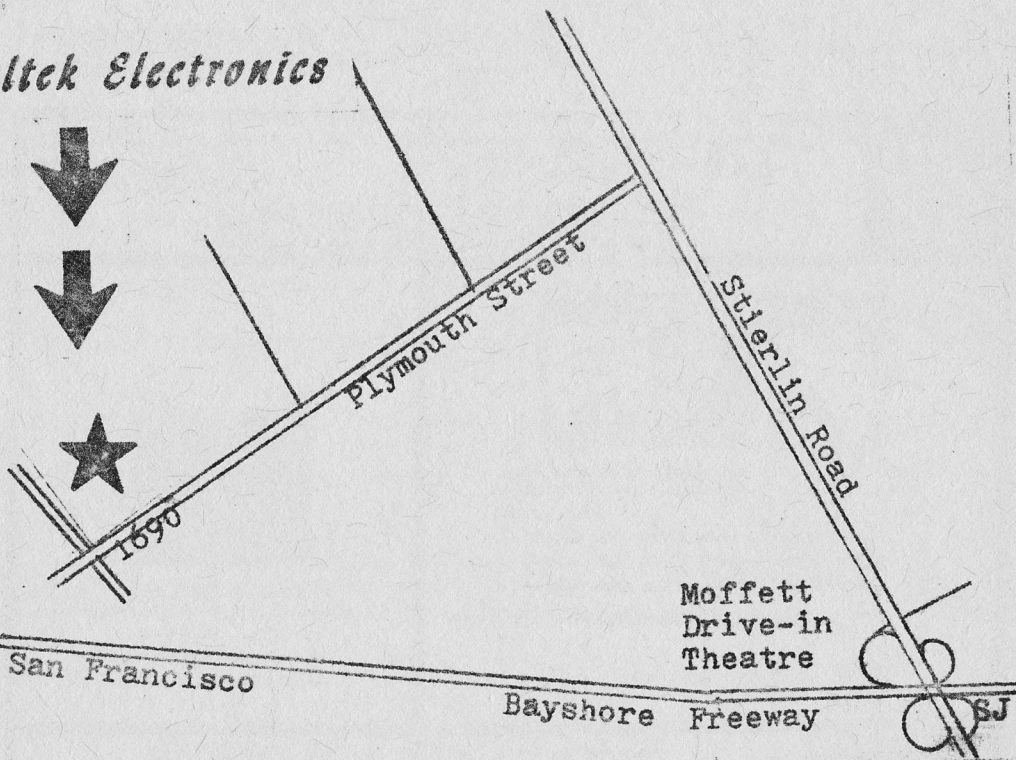 ltek Electronics
Plymouth Street
Stierlin Road
1690
Moffett
Drive-in
Theatre
San Francisco
Bayshore Freeway
SJ